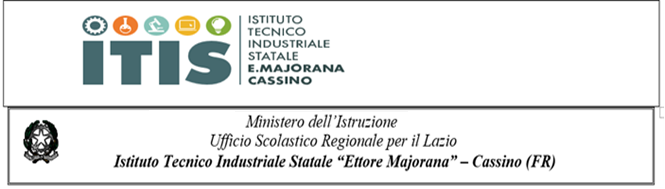 ITIS
ISTITUTO
TECNICO
INDUSTRIALE
STATALE
E.MAJORANA
CASSINO
Ministero dell’Istruzione
Ufficio Scolastico Regionale per il Lazio
Istituto Tecnico Industriale Statale “Ettore Majorana” – Cassino (FR)